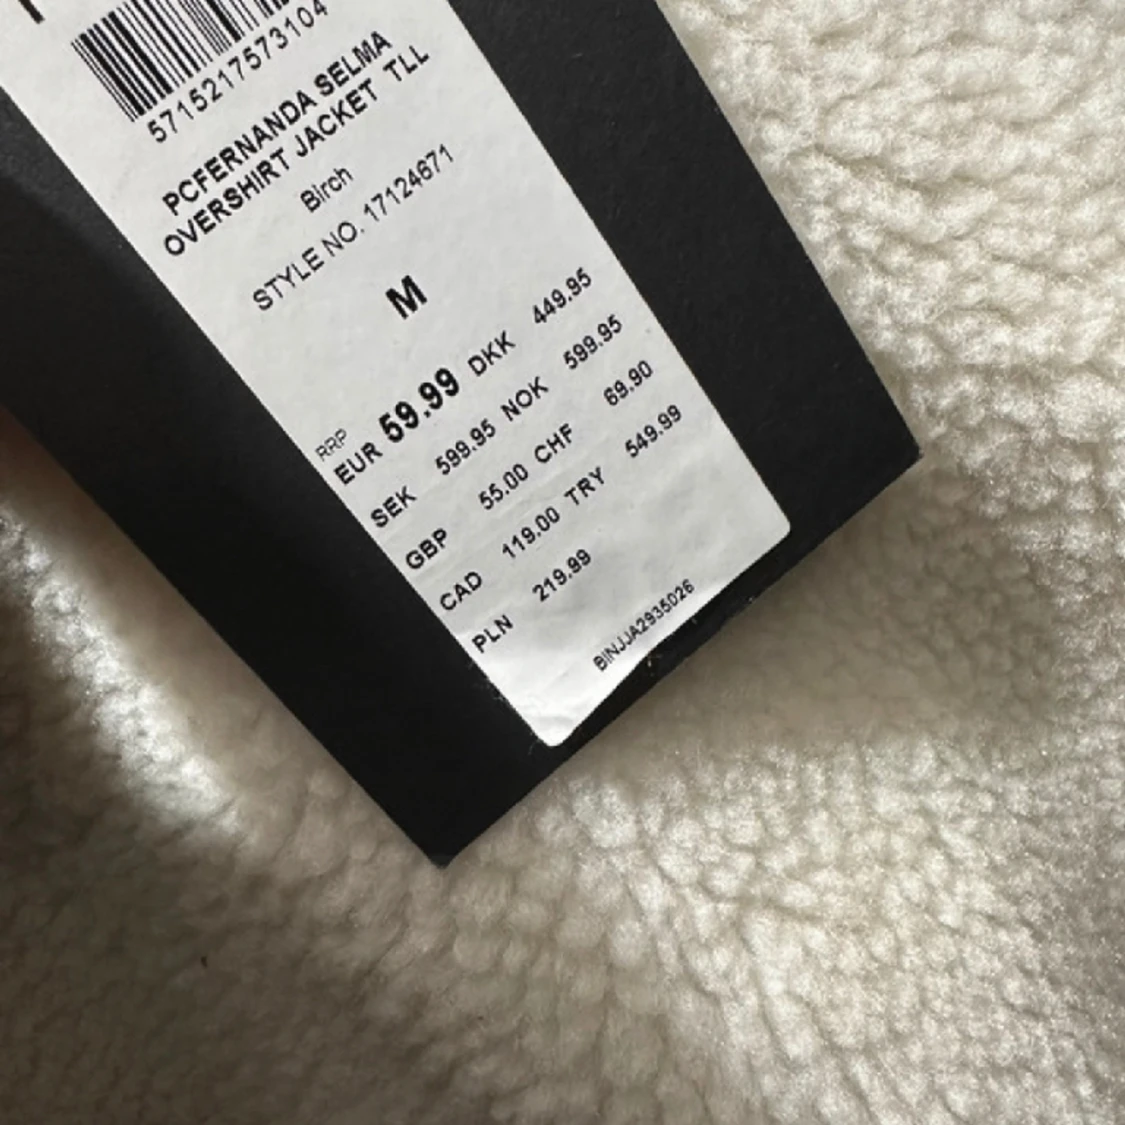 5715217573104
PCFERNANDA SELMA
OVERSHIRT JACKET TLL
Birch
STYLE NO. 17124671
M
RRP
EUR 59.99 DKK 449.95
SEK 599.95 NOK 599.95
GBP 55.00 CHF 69.90
CAD 119.00 TRY 549.99
PLN 219.99
BINJJA2935026